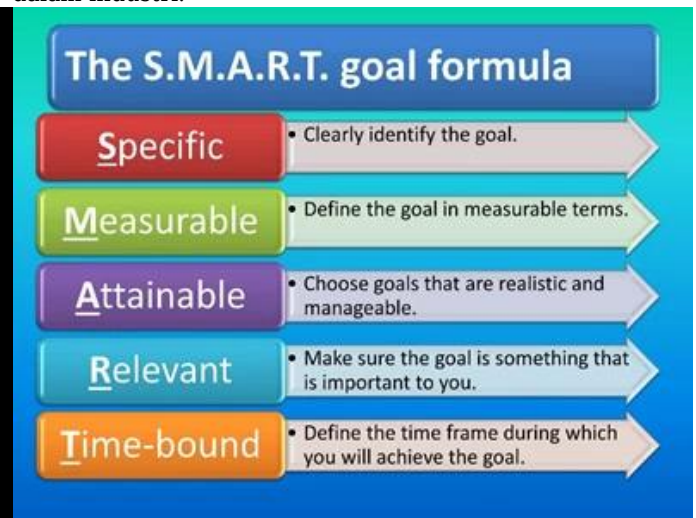 dalam industri.
The S.M.A.R.T. goal formula
Specific
• Clearly identify the goal.
Measurable
• Define the goal in measurable terms.
Attainable
• Choose goals that are realistic and
manageable.
Relevant
• Make sure the goal is something that
is important to you.
Time-bound
• Define the time frame during which
you will achieve the goal.